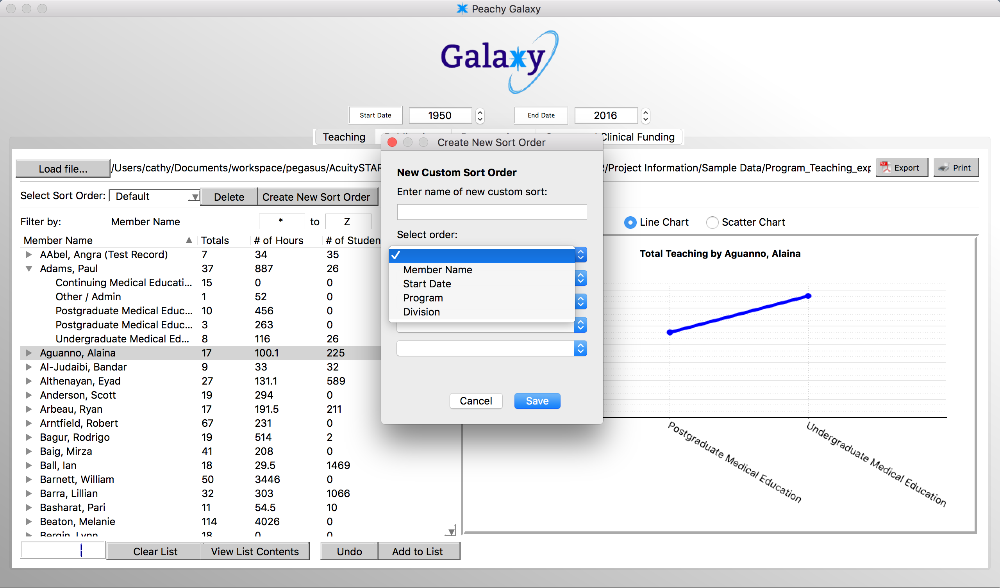 Peachy Galaxy
Galaxy
Start Date 1950 End Date 2016
Teaching Clinical Funding
Load file... /Users/cathy/Documents/workspace/pegasus/AcuitySTAR/Project Information/Sample Data/Program_Teaching_exp Export Print
Select Sort Order: Default Delete Create New Sort Order
Filter by: Member Name * to Z
Member Name Totals # of Hours # of Studen
AAbel, Angra (Test Record) 7 34 35
Adams, Paul 37 887 26
Continuing Medical Educati... 15 0 0
Other / Admin 1 52 0
Postgraduate Medical Educ... 10 456 0
Postgraduate Medical Educ... 3 263 0
Undergraduate Medical Ed... 8 116 26
Aguanno, Alaina 17 100.1 225
Al-Judaibi, Bandar 9 33 32
Althenayan, Eyad 27 131.1 589
Anderson, Scott 19 294 0
Arbeau, Ryan 17 191.5 211
Arntfield, Robert 67 231 0
Bagur, Rodrigo 19 514 2
Baig, Mirza 41 208 0
Ball, Ian 18 29.5 1469
Barnett, William 50 3446 0
Barra, Lillian 32 303 1066
Basharat, Pari 11 54.5 10
Beaton, Melanie 114 4026 0
Bergin, Lynn 18 0 0
Clear List View List Contents Undo Add to List
Create New Sort Order
New Custom Sort Order
Enter name of new custom sort:
Select order:
Member Name
Start Date
Program
Division
Cancel Save
Line Chart Scatter Chart
Total Teaching by Aguanno, Alaina
Postgraduate Medical Education
Undergraduate Medical Education